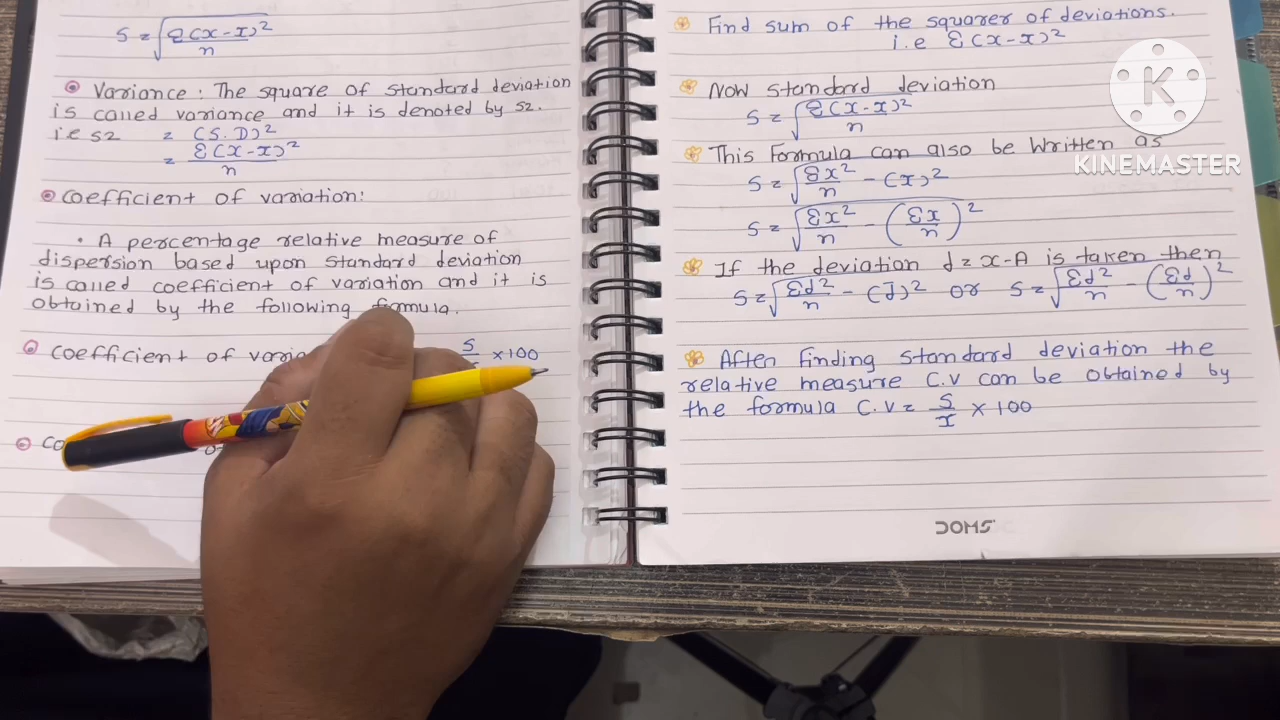 S = √Σ(x-x̄)²/n
Variance : The square of standard deviation
is called variance and it is denoted by s2.
i.e s2 = (S.D)²
= Σ(x-x̄)²/n
Coefficient of variation:
• A percentage relative measure of
dispersion based upon standard deviation
is called coefficient of variation and it is
obtained by the following formula.
Coefficient of S ×100
Find sum of the squarer of deviations.
i.e Σ(x-x̄)²
Now standard deviation
S = √Σ(x-x̄)²/n
This Formula can also be written as
S = √Σx²/n - (x̄)²
S = √Σx²/n - (Σx/n)²
If the deviation d = x-A is taken then
S = √Σd²/n - (d̄)² or S = √Σd²/n - (Σd/n)²
After finding standard deviation the
relative measure C.V can be obtained by
the formula C.V = S/x̄ × 100
DOMS
K
KINEMASTER